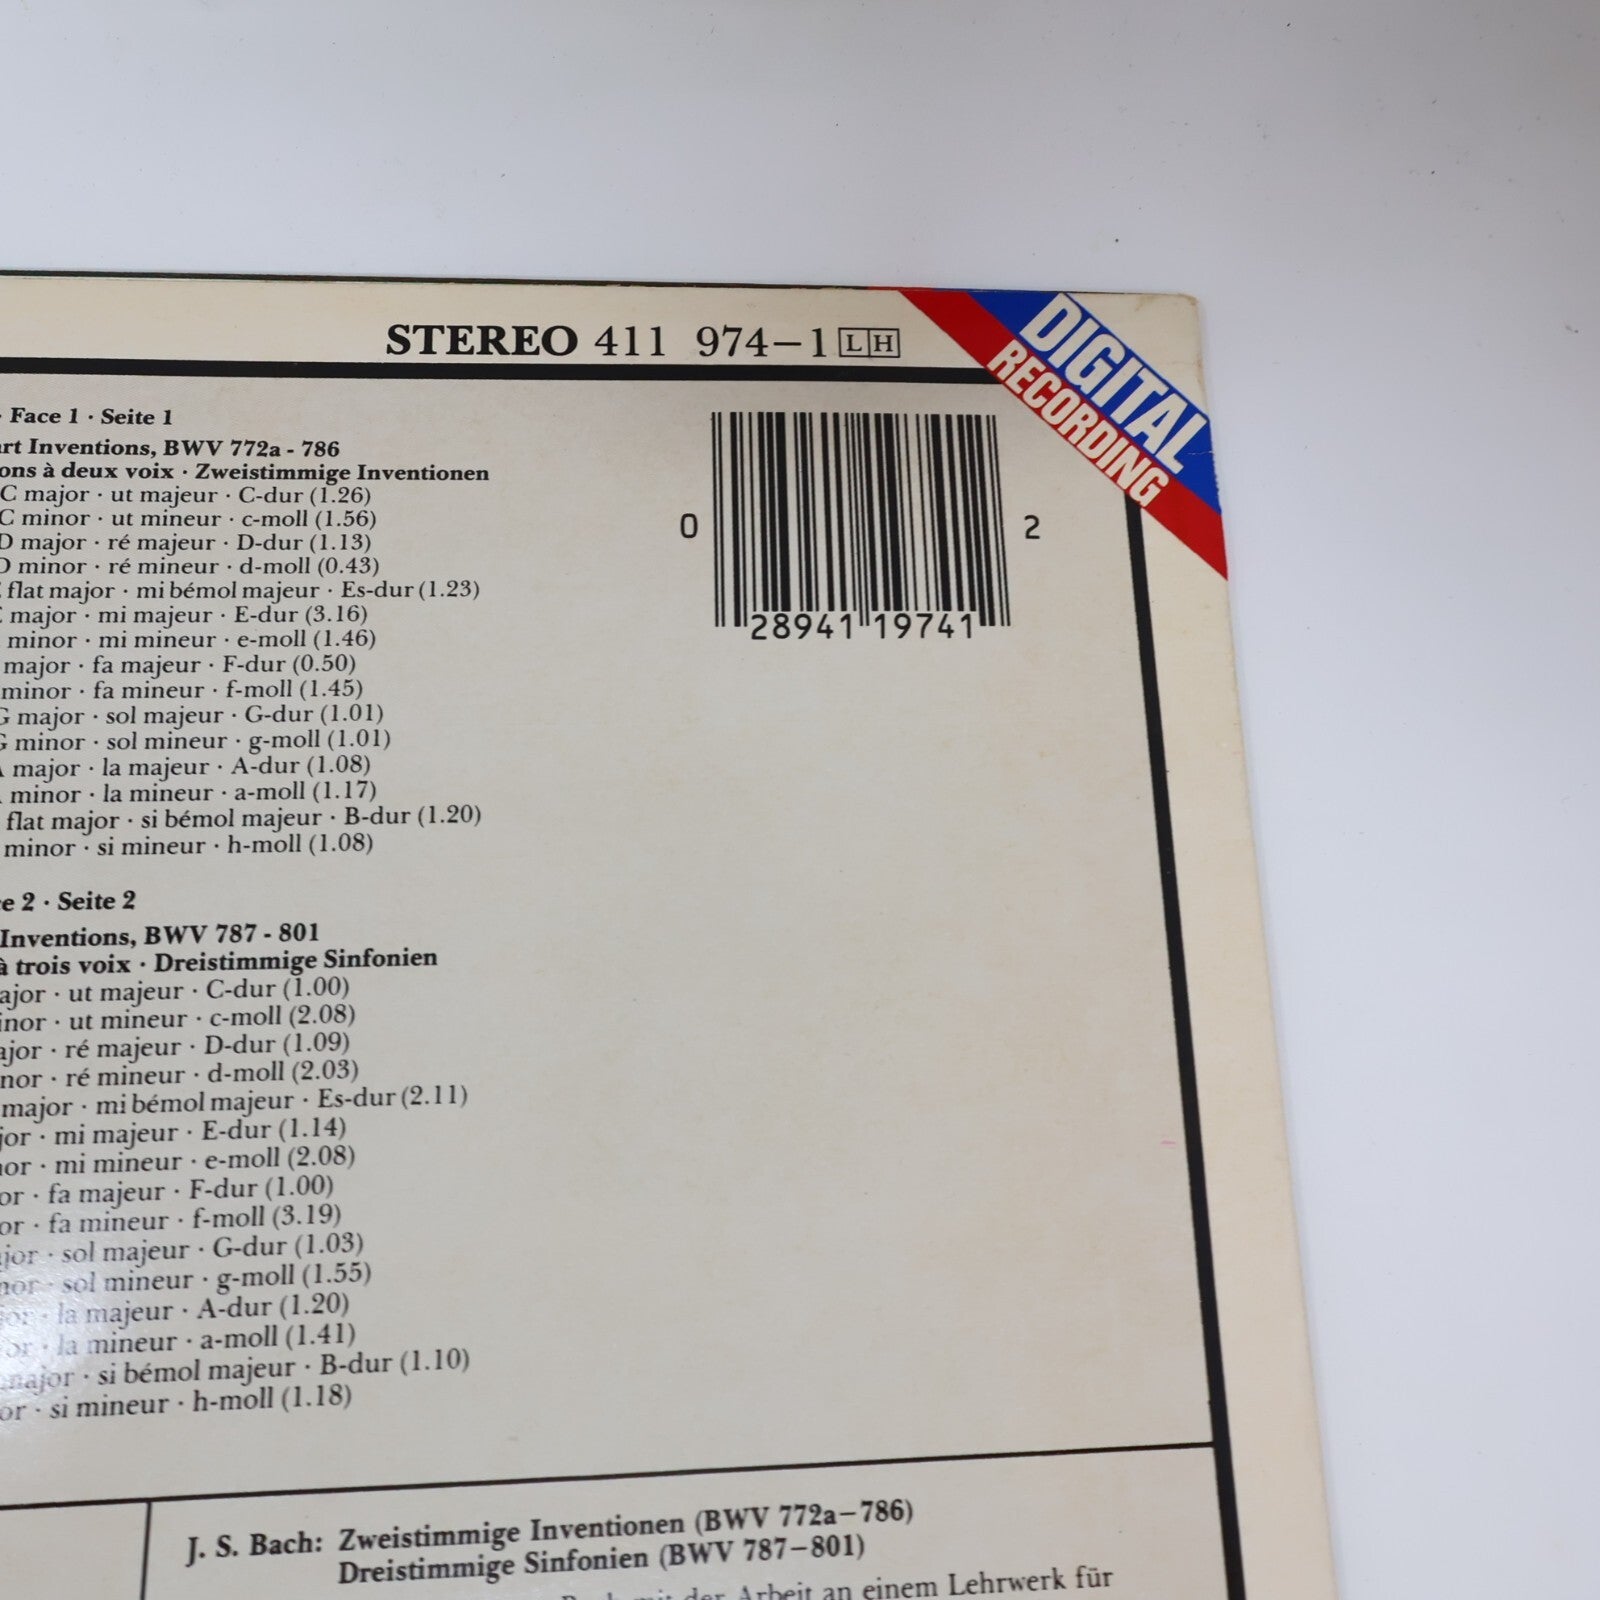 STEREO 411 974-1 LH
DIGITAL
RECORDING
· Face 1 · Seite 1
Inventions, BWV 772a - 786
à deux voix · Zweistimmige Inventionen
C major · ut majeur · C-dur (1.26)
C minor · ut mineur · c-moll (1.56)
D major · ré majeur · D-dur (1.13)
D minor · ré mineur · d-moll (0.43)
flat major · mi bémol majeur · Es-dur (1.23)
major · mi majeur · E-dur (3.16)
minor · mi mineur · e-moll (1.46)
major · fa majeur · F-dur (0.50)
minor · fa mineur · f-moll (1.45)
G major · sol majeur · G-dur (1.01)
G minor · sol mineur · g-moll (1.01)
A major · la majeur · A-dur (1.08)
minor · la mineur · a-moll (1.17)
flat major · si bémol majeur · B-dur (1.20)
minor · si mineur · h-moll (1.08)
0 28941 19741 2
2 · Seite 2
Inventions, BWV 787 - 801
à trois voix · Dreistimmige Sinfonien
· ut majeur · C-dur (1.00)
· ut mineur · c-moll (2.08)
· ré majeur · D-dur (1.09)
· ré mineur · d-moll (2.03)
major · mi bémol majeur · Es-dur (2.11)
· mi majeur · E-dur (1.14)
· mi mineur · e-moll (2.08)
· fa majeur · F-dur (1.00)
· fa mineur · f-moll (3.19)
· sol majeur · G-dur (1.03)
· sol mineur · g-moll (1.55)
· la majeur · A-dur (1.20)
· la mineur · a-moll (1.41)
major · si bémol majeur · B-dur (1.10)
· si mineur · h-moll (1.18)
J. S. Bach: Zweistimmige Inventionen (BWV 772a–786)
Dreistimmige Sinfonien (BWV 787–801)
mit der Arbeit an einem Lehrwerk für